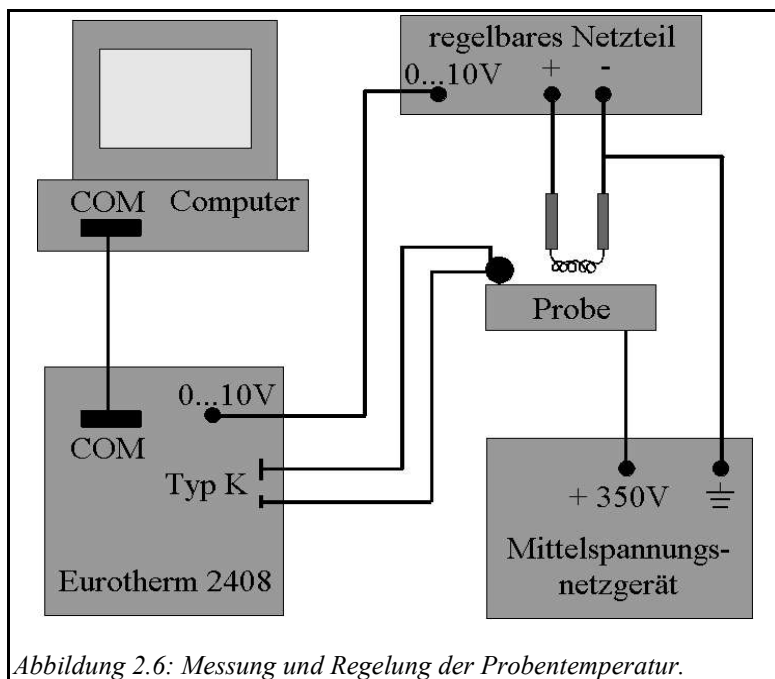 regelbares Netzteil
0...10V + -
COM Computer
Probe
0...10V
COM
Typ K
Eurotherm 2408
+ 350V
Mittelspannungs-
netzgerät
Abbildung 2.6: Messung und Regelung der Probentemperatur.